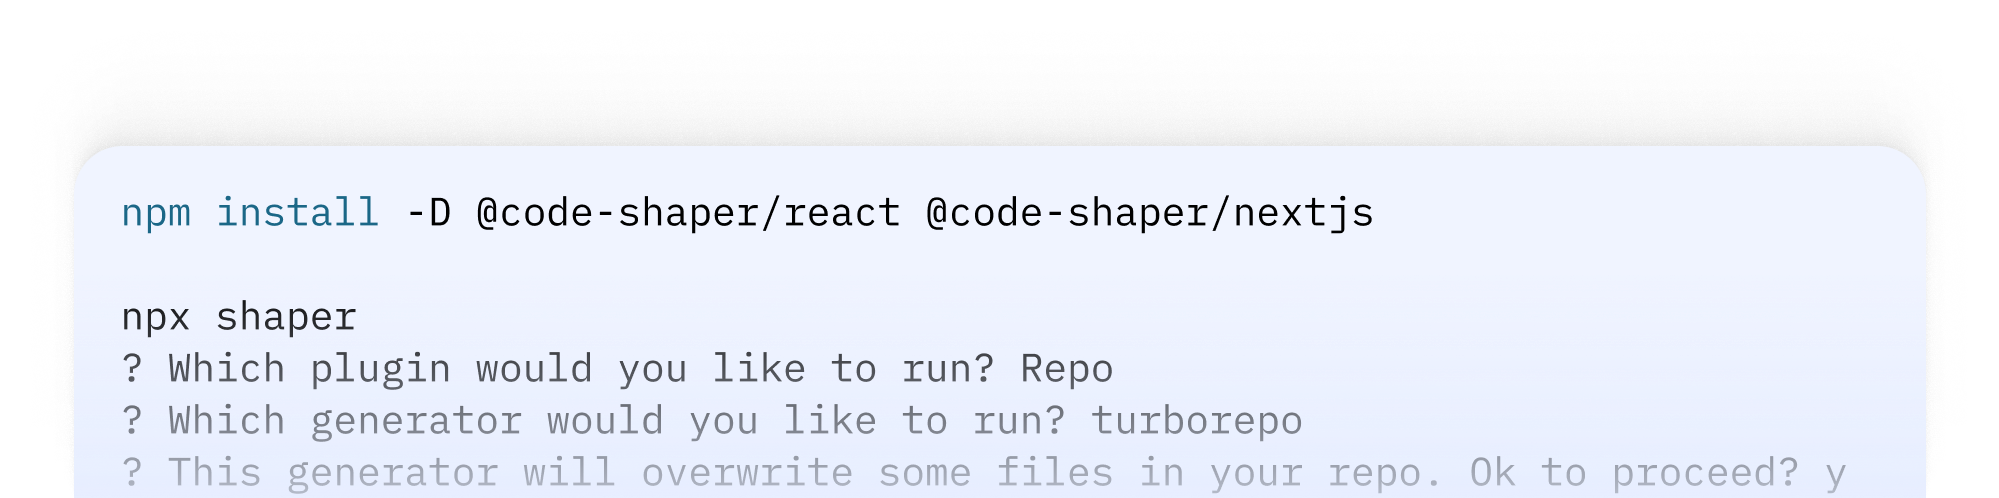 npm install -D @code-shaper/react @code-shaper/nextjs
npx shaper
? Which plugin would you like to run? Repo
? Which generator would you like to run? turborepo
? This generator will overwrite some files in your repo. Ok to proceed? y